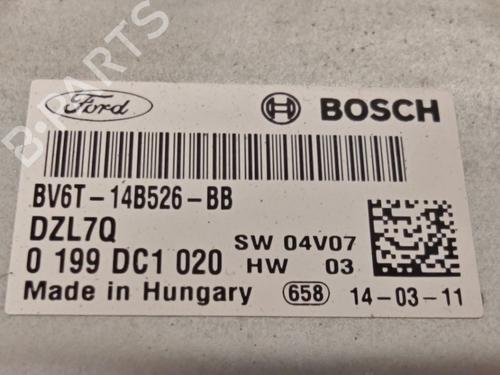 B-PARTS
Ford
BOSCH
BV6T-14B526-BB
DZL7Q
SW 04V07
0 199 DC1 020
HW 03
Made in Hungary
658
14-03-11